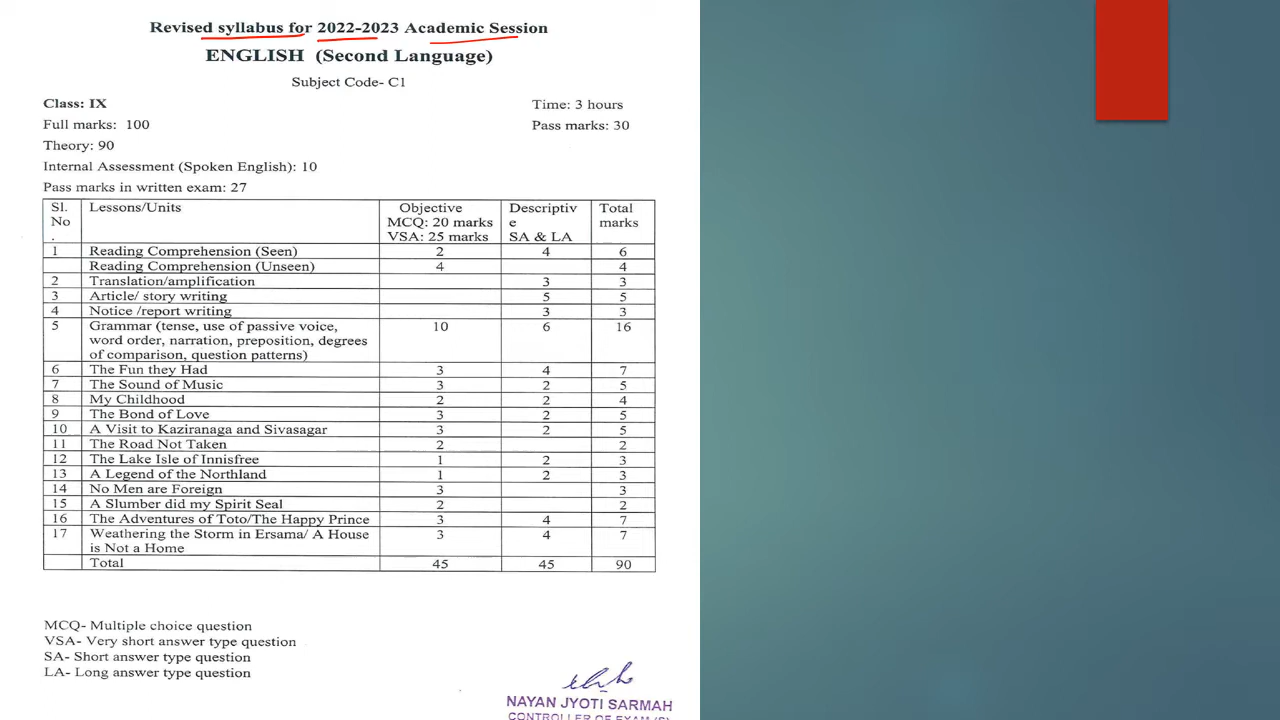 Revised syllabus for 2022-2023 Academic Session
ENGLISH (Second Language)
Subject Code- C1
Class: IX Time: 3 hours
Full marks: 100 Pass marks: 30
Theory: 90
Internal Assessment (Spoken English): 10
Pass marks in written exam: 27
Sl. Lessons/Units Objective Descriptiv Total
No MCQ: 20 marks e marks
. VSA: 25 marks SA & LA
1 Reading Comprehension (Seen) 2 4 6
Reading Comprehension (Unseen) 4 4
2 Translation/amplification 3 3
3 Article/ story writing 5 5
4 Notice /report writing 3 3
5 Grammar (tense, use of passive voice, 10 6 16
word order, narration, preposition, degrees
of comparison, question patterns)
6 The Fun they Had 3 4 7
7 The Sound of Music 3 2 5
8 My Childhood 2 2 4
9 The Bond of Love 3 2 5
10 A Visit to Kaziranaga and Sivasagar 3 2 5
11 The Road Not Taken 2 2
12 The Lake Isle of Innisfree 1 2 3
13 A Legend of the Northland 1 2 3
14 No Men are Foreign 3 3
15 A Slumber did my Spirit Seal 2 2
16 The Adventures of Toto/The Happy Prince 3 4 7
17 Weathering the Storm in Ersama/ A House 3 4 7
is Not a Home
Total 45 45 90
MCQ- Multiple choice question
VSA- Very short answer type question
SA- Short answer type question
LA- Long answer type question
NAYAN JYOTI SARMAH
CONTROLLER OF EXAM(S)